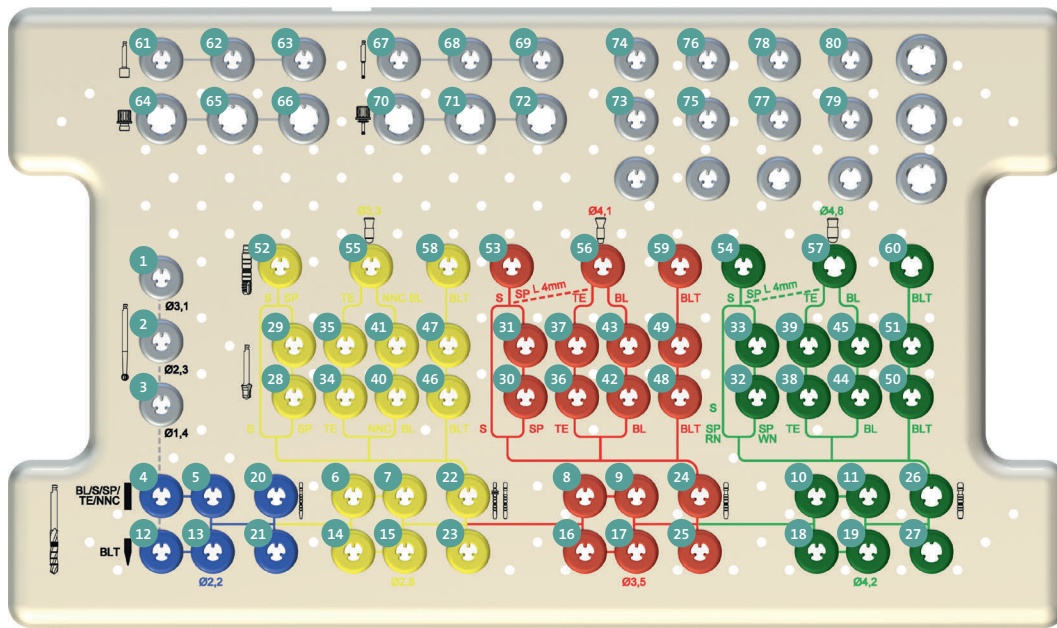 61 62 63 67 68 69 74 76 78 80
64 65 66 70 71 72 73 75 77 79
Ø3,3 Ø4,1 Ø4,8
52 55 58 53 56 59 54 57 60
1
S SP TE NNC BL BLT S SP L 4mm TE BL BLT S SP L 4mm TE BL BLT
Ø3,1
2 29 35 41 47 31 37 43 49 33 39 45 51
Ø2,3
3 28 34 40 46 30 36 42 48 32 38 44 50
Ø1,4
S SP TE NNC BL BLT S SP TE BL BLT S SP RN SP WN TE BL BLT
4 5 20 6 7 22 8 9 24 10 11 26
BL/S/SP/
TE/NNC
12 13 21 14 15 23 16 17 25 18 19 27
BLT
Ø2,2 Ø2,8 Ø3,5 Ø4,2